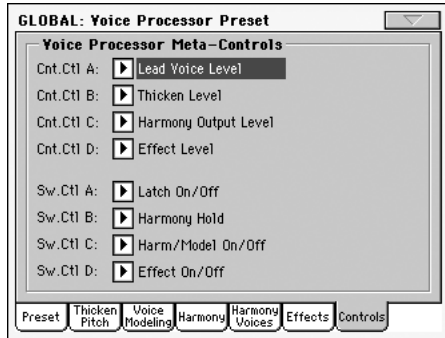 GLOBAL: Voice Processor Preset
Voice Processor Meta-Controls
Cnt.Ctl A: Lead Voice Level
Cnt.Ctl B: Thicken Level
Cnt.Ctl C: Harmony Output Level
Cnt.Ctl D: Effect Level
Sw.Ctl A: Latch On/Off
Sw.Ctl B: Harmony Hold
Sw.Ctl C: Harm/Model On/Off
Sw.Ctl D: Effect On/Off
Preset
Thicken
Pitch
Voice
Modeling
Harmony
Harmony
Voices
Effects
Controls